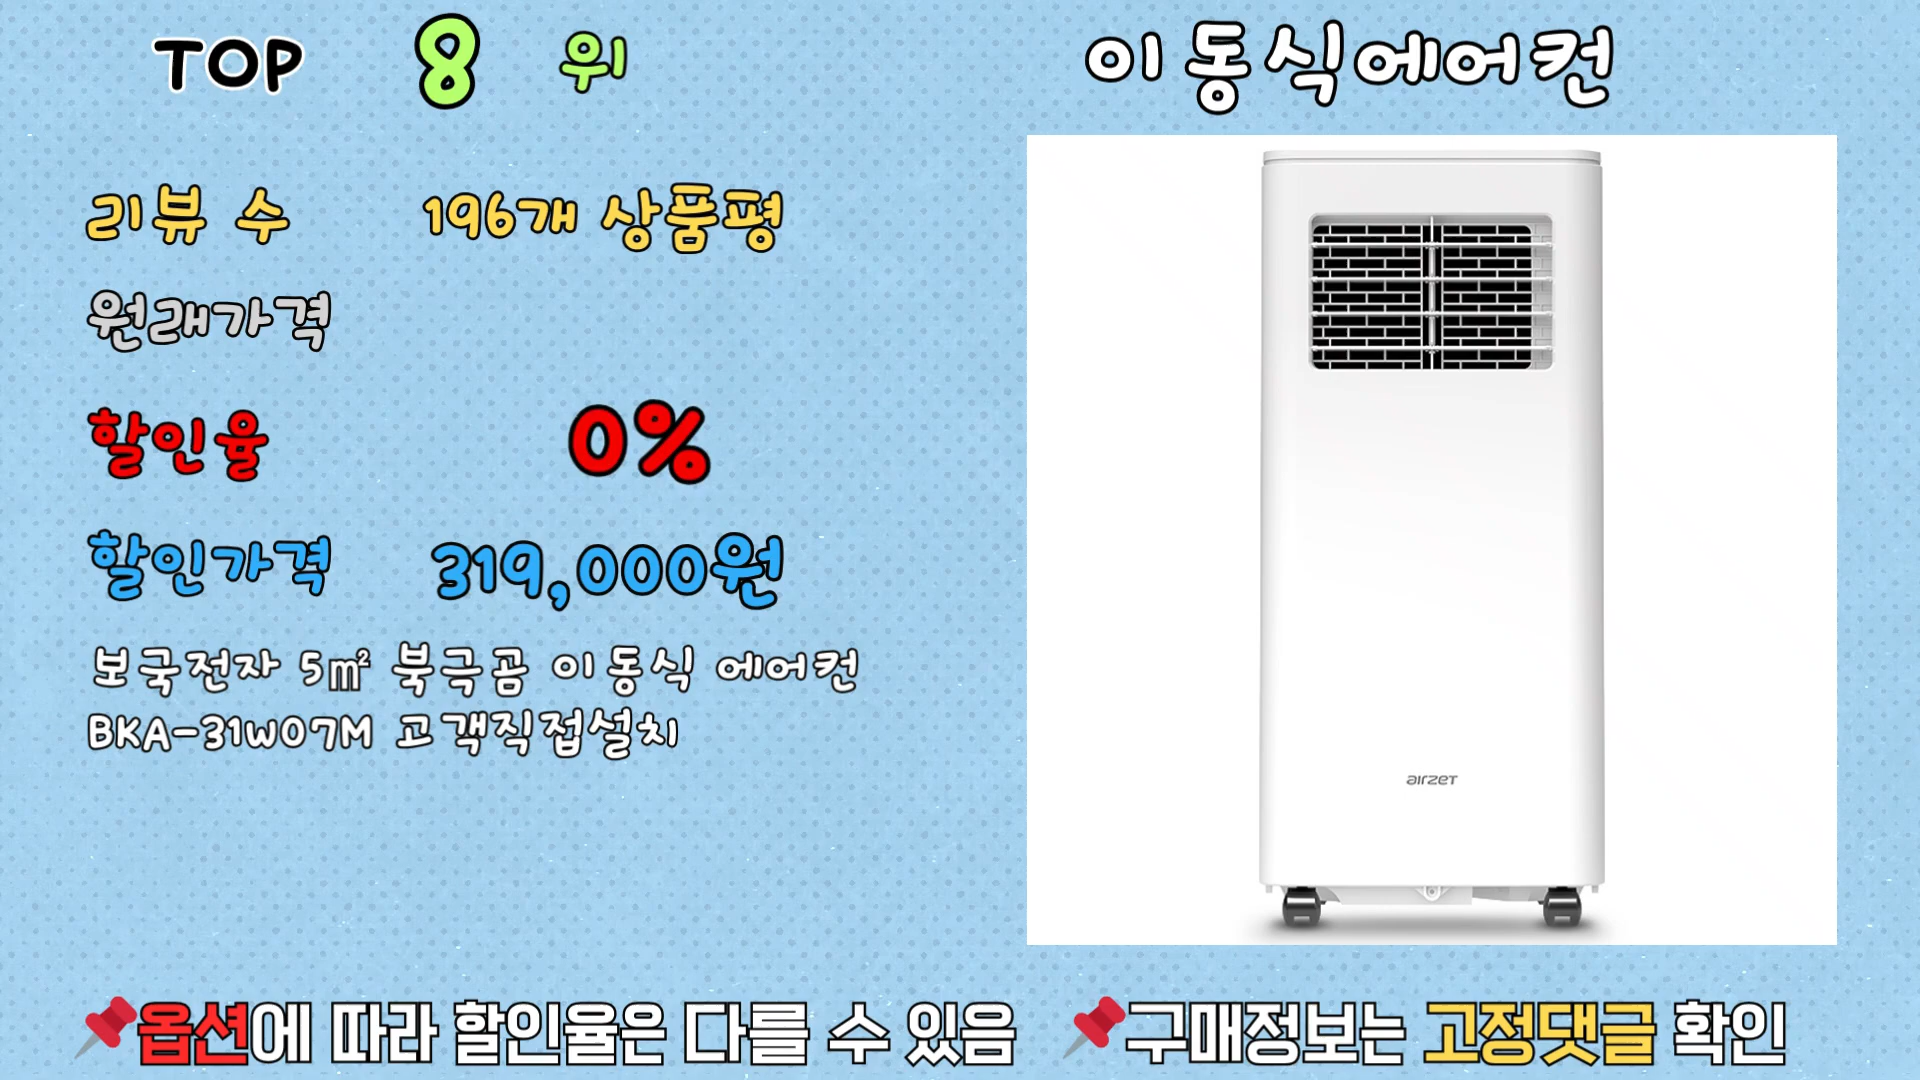 TOP 8 위
이동식에어컨
리뷰 수 196개 상품평
원래가격
할인율 0%
할인가격 319,000원
보국전자 5㎡ 북극곰 이동식 에어컨
BKA-31W07M 고객직접설치
airzet
옵션에 따라 할인율은 다를 수 있음
구매정보는 고정댓글 확인